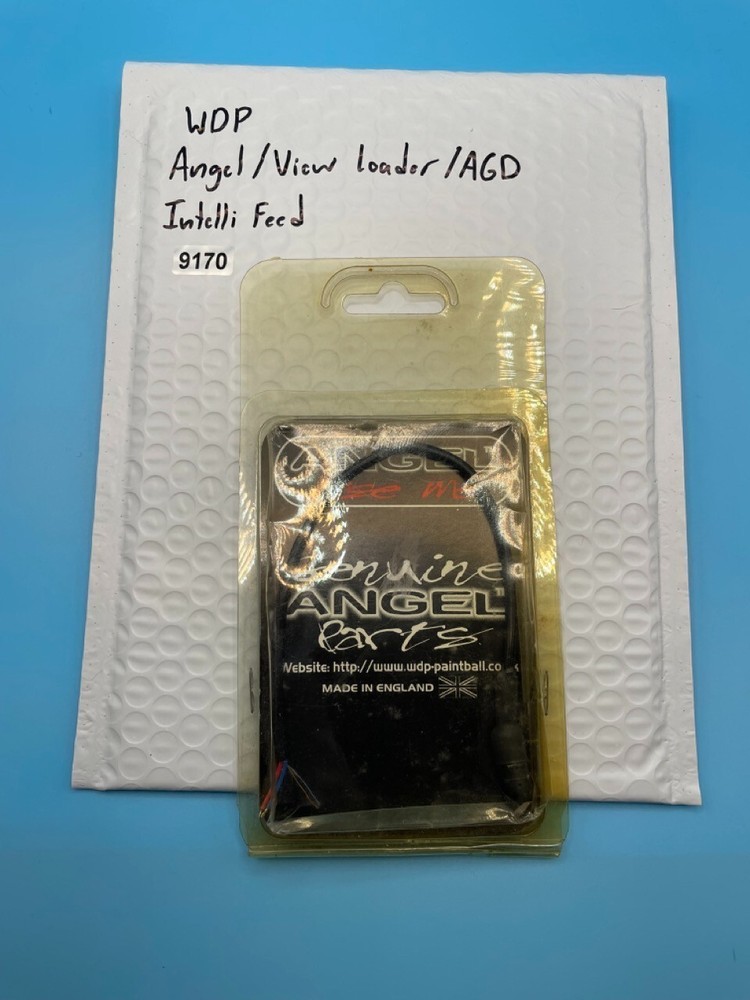 WDP
Angel/View Loader/AGD
Intelli Feed
9170
ANGEL
Genuine
ANGEL
Parts
Website: http://www.wdp-paintball.co
MADE IN ENGLAND